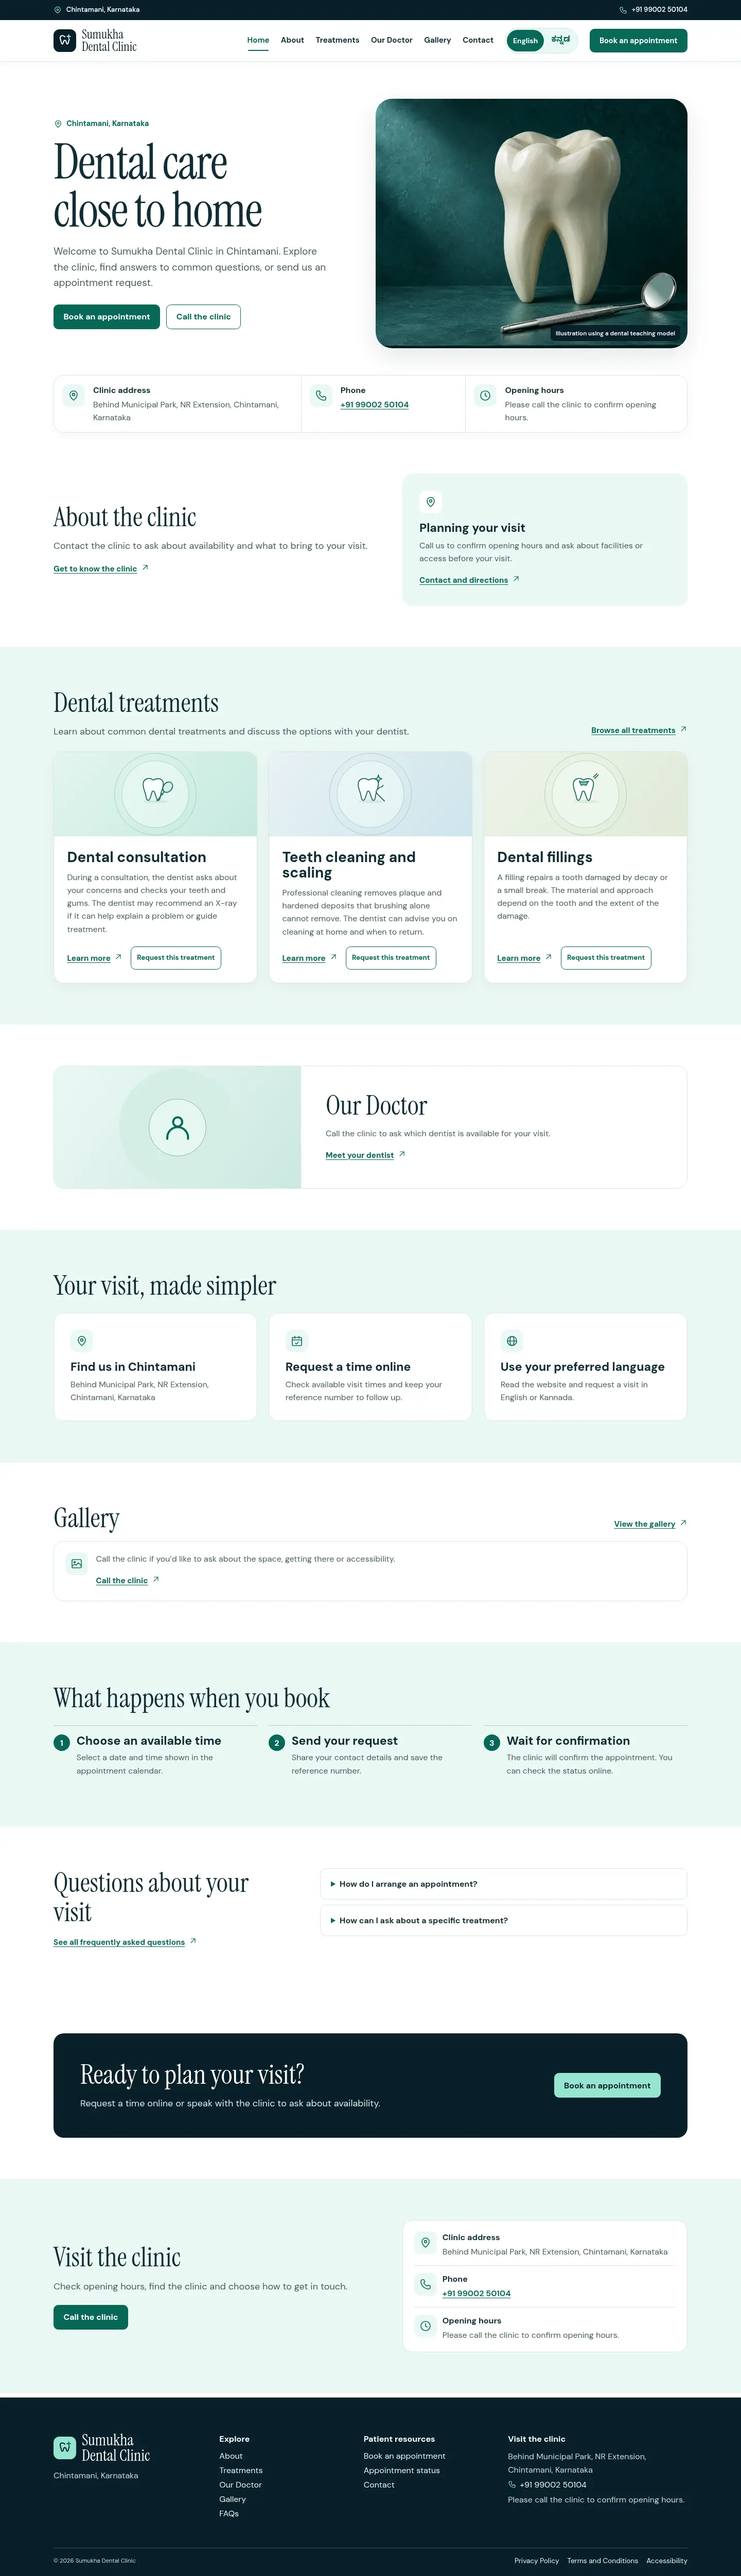 Chintamani, Karnataka
+91 99002 50104
Sumukha
Dental Clinic
Home
About
Treatments
Our Doctor
Gallery
Contact
English
ಕನ್ನಡ
Book an appointment
Chintamani, Karnataka
Dental care
close to home
Welcome to Sumukha Dental Clinic in Chintamani. Explore
the clinic, find answers to common questions, or send us an
appointment request.
Book an appointment
Call the clinic
Illustration using a dental teaching model
Clinic address
Behind Municipal Park, NR Extension, Chintamani,
Karnataka
Phone
+91 99002 50104
Opening hours
Please call the clinic to confirm opening
hours.
About the clinic
Contact the clinic to ask about availability and what to bring to your visit.
Get to know the clinic
Planning your visit
Call us to confirm opening hours and ask about facilities or
access before your visit.
Contact and directions
Dental treatments
Learn about common dental treatments and discuss the options with your dentist.
Browse all treatments
Dental consultation
During a consultation, the dentist asks about
your concerns and checks your teeth and
gums. The dentist may recommend an X-ray
if it can help explain a problem or guide
treatment.
Learn more
Request this treatment
Teeth cleaning and
scaling
Professional cleaning removes plaque and
hardened deposits that brushing alone
cannot remove. The dentist can advise you on
cleaning at home and when to return.
Learn more
Request this treatment
Dental fillings
A filling repairs a tooth damaged by decay or
a small break. The material and approach
depend on the tooth and the extent of the
damage.
Learn more
Request this treatment
Our Doctor
Call the clinic to ask which dentist is available for your visit.
Meet your dentist
Your visit, made simpler
Find us in Chintamani
Behind Municipal Park, NR Extension,
Chintamani, Karnataka
Request a time online
Check available visit times and keep your
reference number to follow up.
Use your preferred language
Read the website and request a visit in
English or Kannada.
Gallery
View the gallery
Call the clinic if you'd like to ask about the space, getting there or accessibility.
Call the clinic
What happens when you book
1
Choose an available time
Select a date and time shown in the
appointment calendar.
2
Send your request
Share your contact details and save the
reference number.
3
Wait for confirmation
The clinic will confirm the appointment. You
can check the status online.
Questions about your
visit
See all frequently asked questions
How do I arrange an appointment?
How can I ask about a specific treatment?
Ready to plan your visit?
Request a time online or speak with the clinic to ask about availability.
Book an appointment
Visit the clinic
Check opening hours, find the clinic and choose how to get in touch.
Call the clinic
Clinic address
Behind Municipal Park, NR Extension, Chintamani, Karnataka
Phone
+91 99002 50104
Opening hours
Please call the clinic to confirm opening hours.
Sumukha
Dental Clinic
Chintamani, Karnataka
Explore
About
Treatments
Our Doctor
Gallery
FAQs
Patient resources
Book an appointment
Appointment status
Contact
Visit the clinic
Behind Municipal Park, NR Extension,
Chintamani, Karnataka
+91 99002 50104
Please call the clinic to confirm opening hours.
© 2026 Sumukha Dental Clinic
Privacy Policy
Terms and Conditions
Accessibility